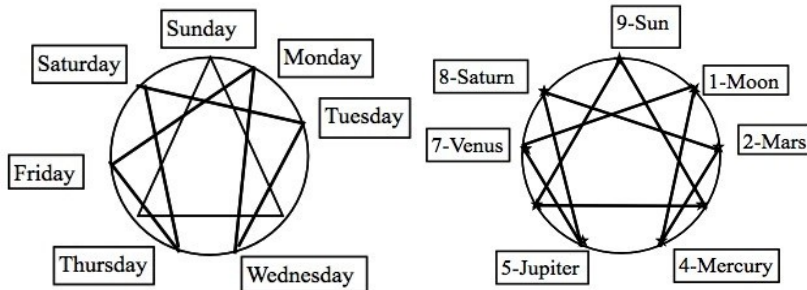 Sunday
Monday
Saturday
Tuesday
Friday
Thursday
Wednesday
9-Sun
8-Saturn
1-Moon
7-Venus
2-Mars
5-Jupiter
4-Mercury